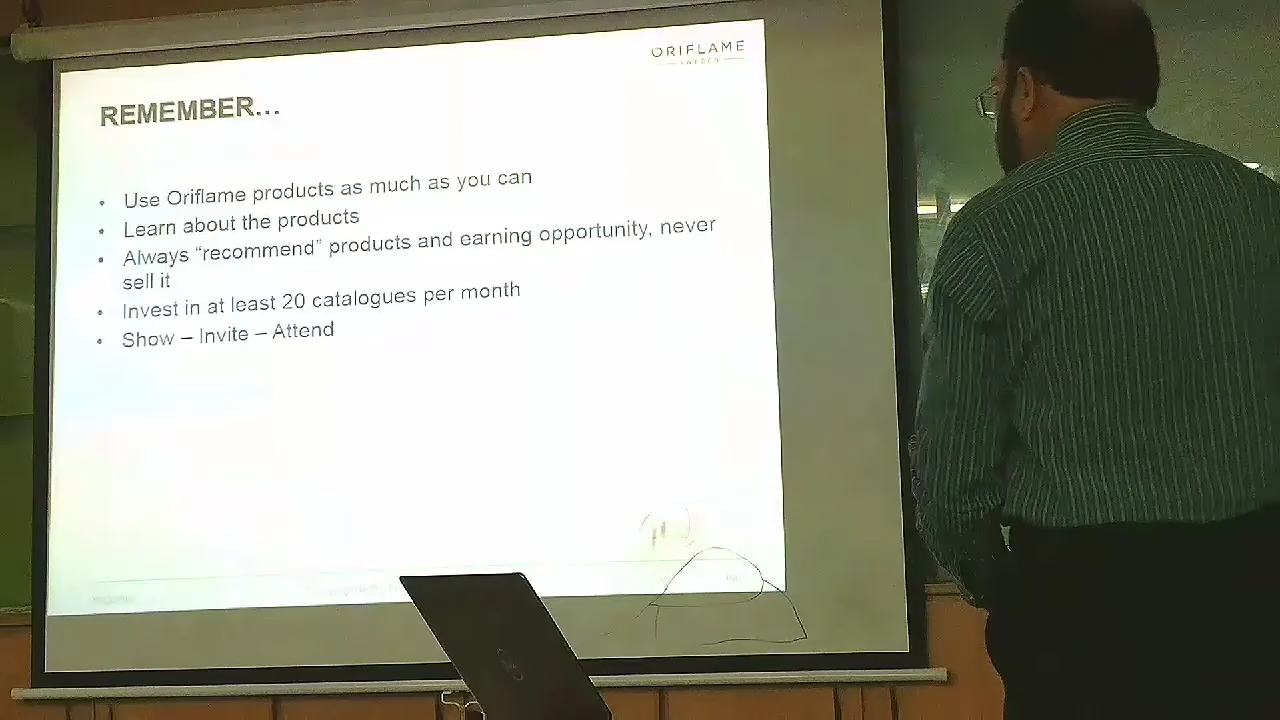 ORIFLAME
SWEDEN
REMEMBER...
• Use Oriflame products as much as you can
• Learn about the products
• Always “recommend” products and earning opportunity, never
sell it
• Invest in at least 20 catalogues per month
• Show – Invite – Attend